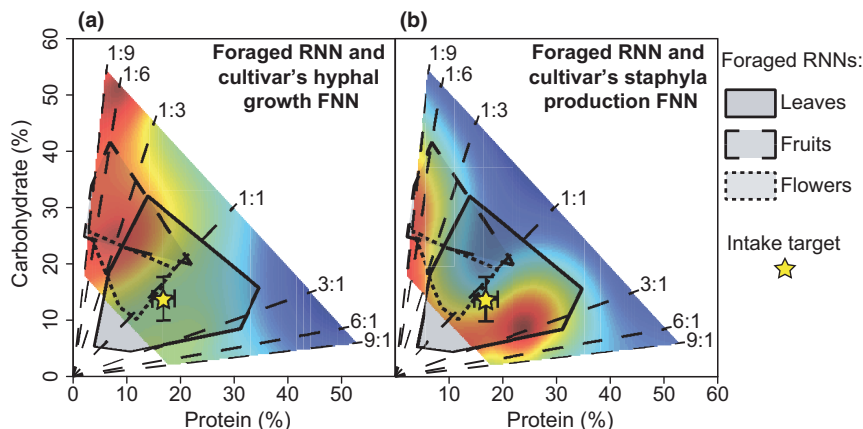 (a)
(b)
Foraged RNN and
cultivar's hyphal
growth FNN
Foraged RNN and
cultivar's staphyla
production FNN
1:9
1:6
1:3
1:1
3:1
6:1
9:1
1:9
1:6
1:3
1:1
3:1
6:1
9:1
60
50
40
30
20
10
0
Carbohydrate (%)
0 10 20 30 40 50
Protein (%)
10 20 30 40 50 60
Protein (%)
Foraged RNNs:
Leaves
Fruits
Flowers
Intake target